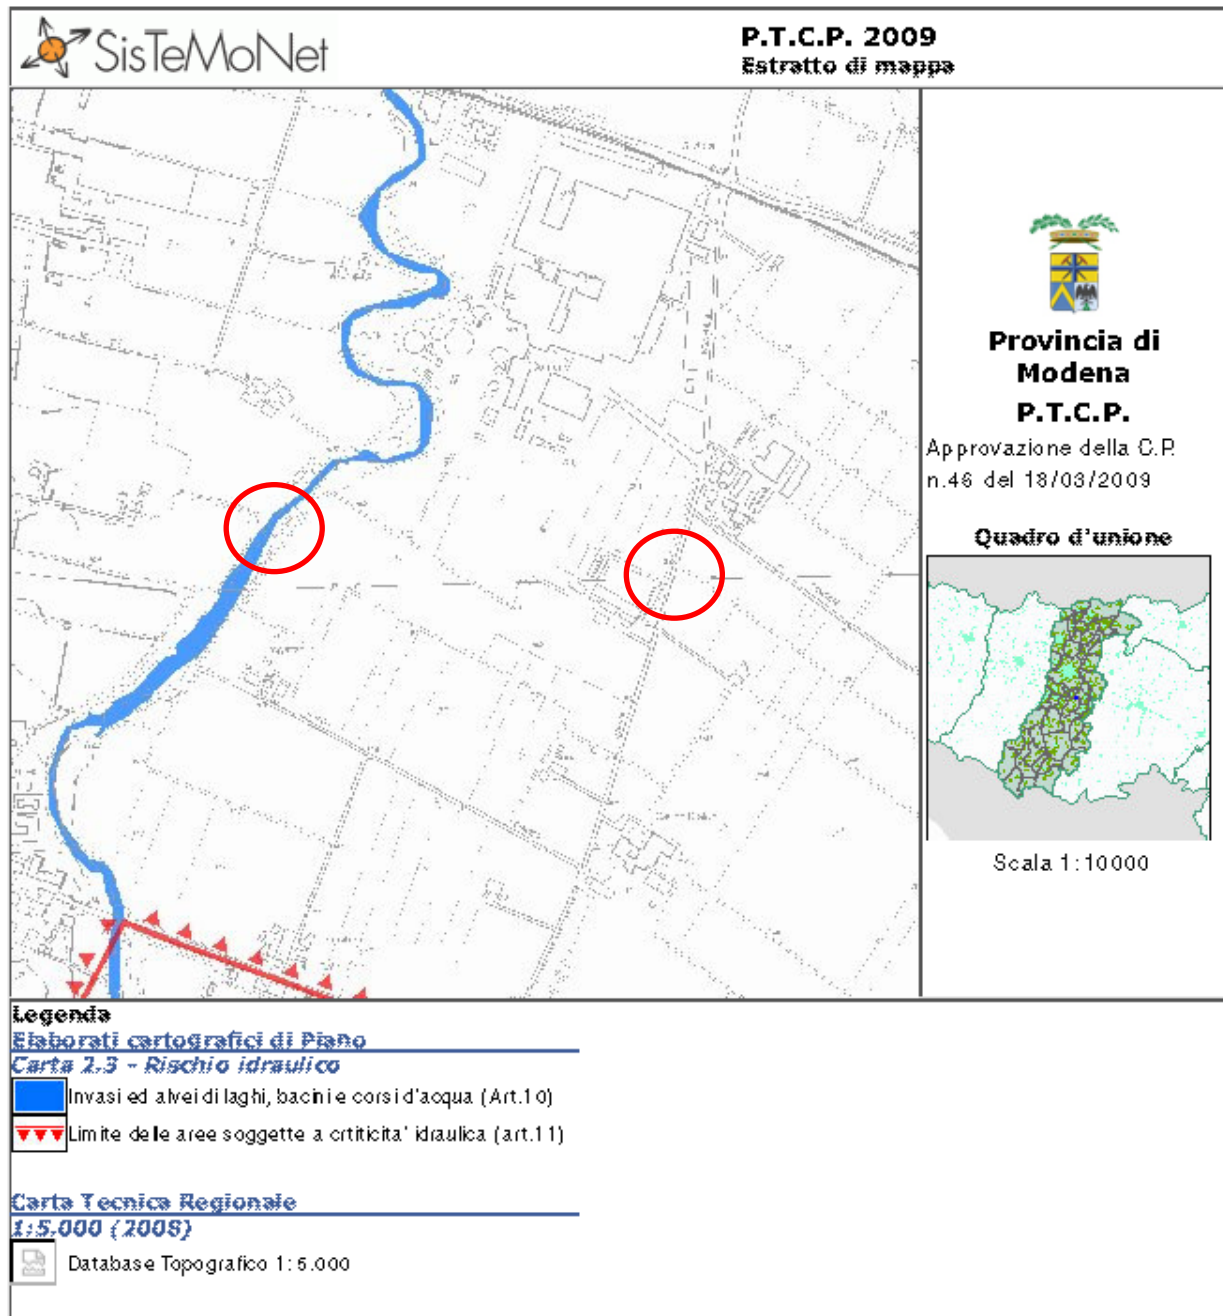 SisTeMoNet
P.T.C.P. 2009
Estratto di mappa
Provincia di
Modena
P.T.C.P.
Approvazione della C.P.
n.46 del 18/03/2009
Quadro d'unione
Scala 1:10000
Legenda
Elaborati cartografici di Piano
Carta 2.3 - Rischio idraulico
Invasi ed alvei di laghi, bacini e corsi d'acqua (Art.10)
Limite delle aree soggette a crtiticita' idraulica (art.11)
Carta Tecnica Regionale
1:5.000 (2008)
Database Topografico 1:5.000